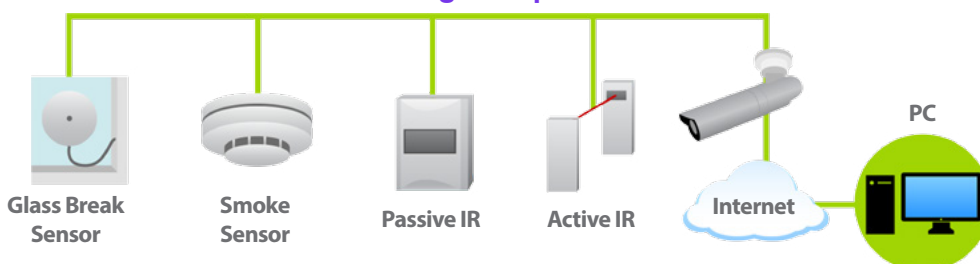 PC
Glass Break
Sensor
Smoke
Sensor
Passive IR
Active IR
Internet